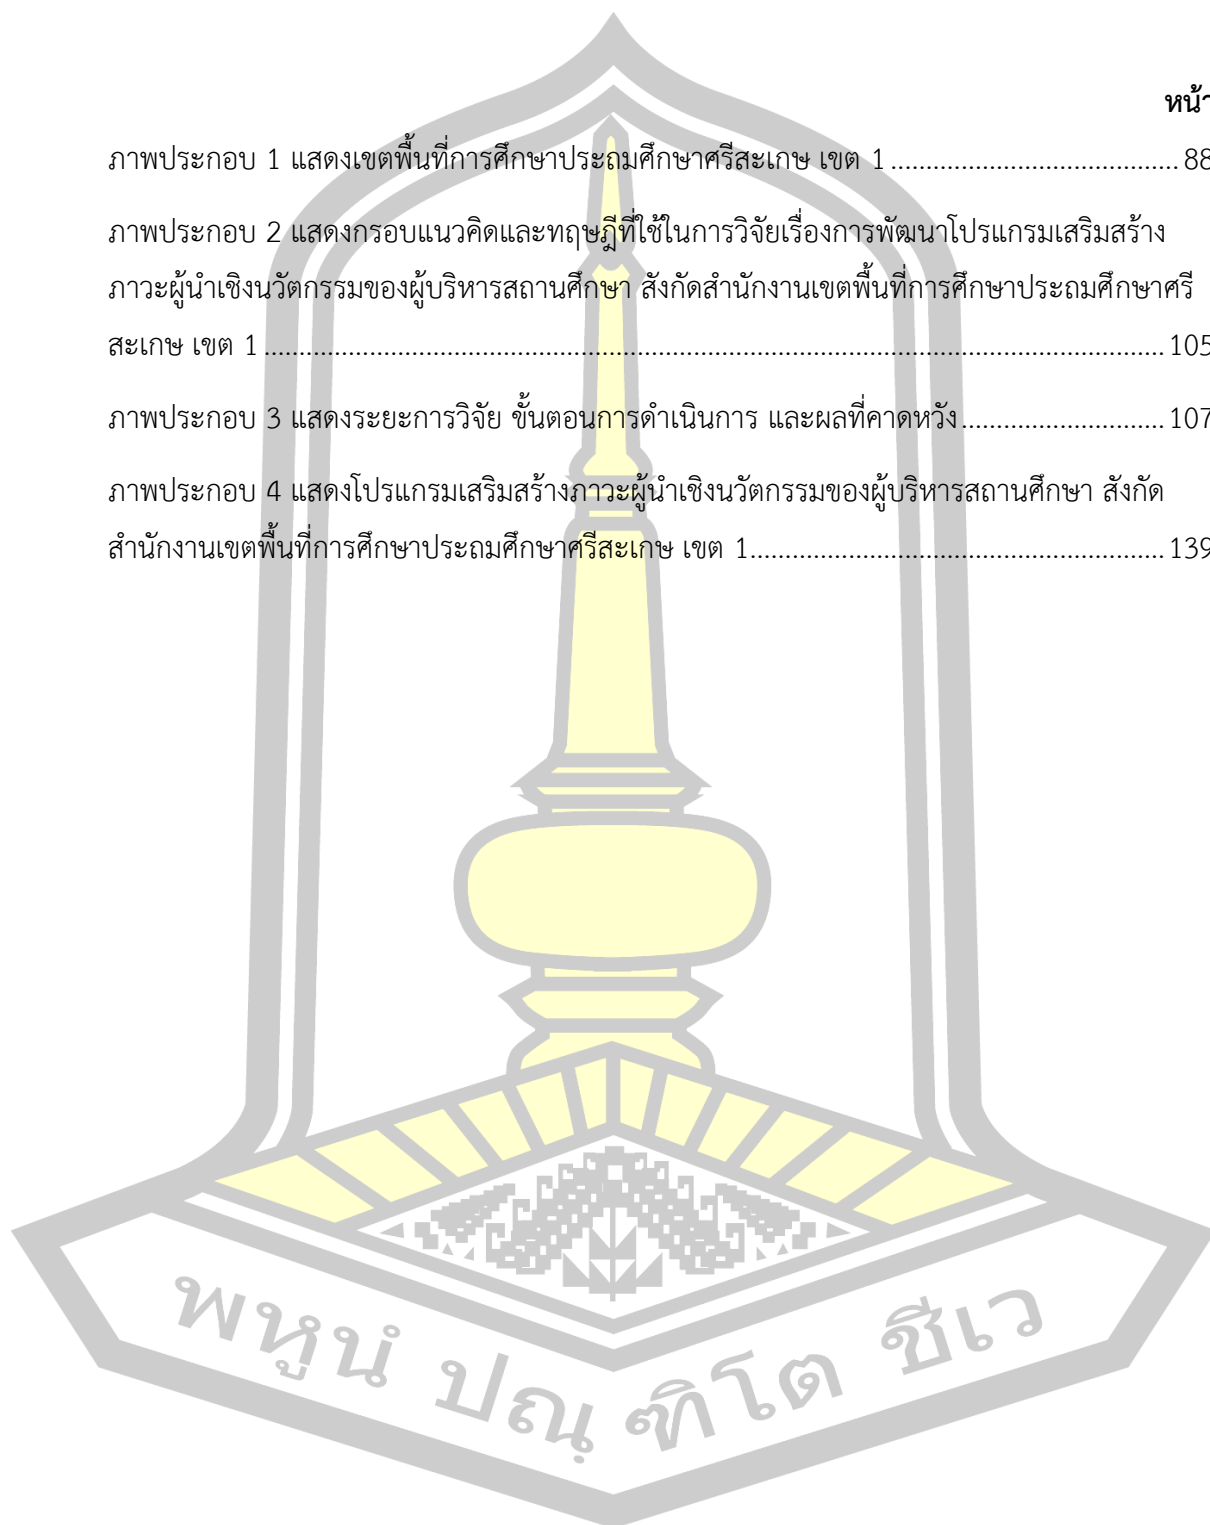 หน้า
ภาพประกอบ 1 แสดงเขตพื้นที่การศึกษาประถมศึกษาศรีสะเกษ เขต 1 .................................... 88
ภาพประกอบ 2 แสดงกรอบแนวคิดและทฤษฎีที่ใช้ในการวิจัยเรื่องการพัฒนาโปรแกรมเสริมสร้าง
ภาวะผู้นำเชิงนวัตกรรมของผู้บริหารสถานศึกษา สังกัดสำนักงานเขตพื้นที่การศึกษาประถมศึกษาศรี
สะเกษ เขต 1 ................................................................................................................. 105
ภาพประกอบ 3 แสดงระยะการวิจัย ขั้นตอนการดำเนินการ และผลที่คาดหวัง .......................... 107
ภาพประกอบ 4 แสดงโปรแกรมเสริมสร้างภาวะผู้นำเชิงนวัตกรรมของผู้บริหารสถานศึกษา สังกัด
สำนักงานเขตพื้นที่การศึกษาประถมศึกษาศรีสะเกษ เขต 1.................................................... 139
พหูนํ ปณฺ ฑิโต ชีเว